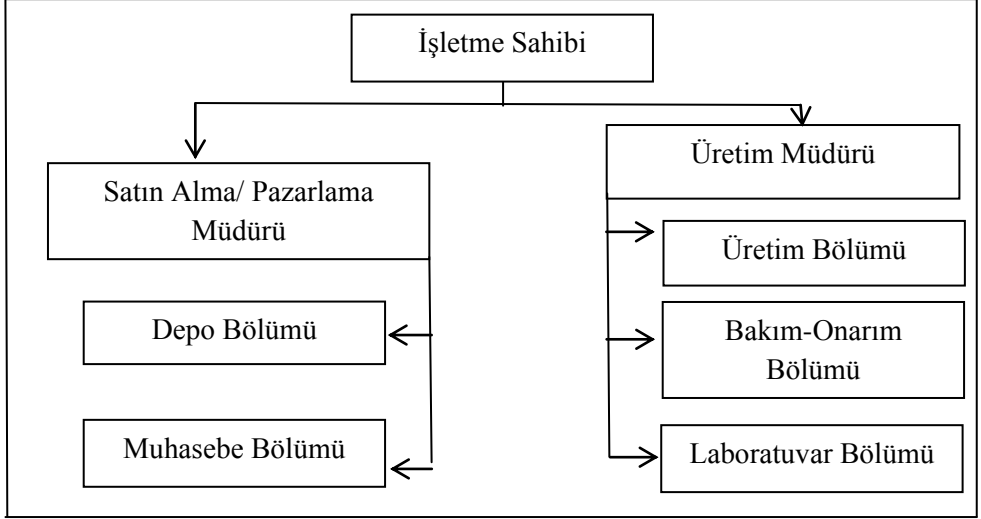 İşletme Sahibi
Satın Alma/ Pazarlama
Müdürü
Depo Bölümü
Muhasebe Bölümü
Üretim Müdürü
Üretim Bölümü
Bakım-Onarım
Bölümü
Laboratuvar Bölümü